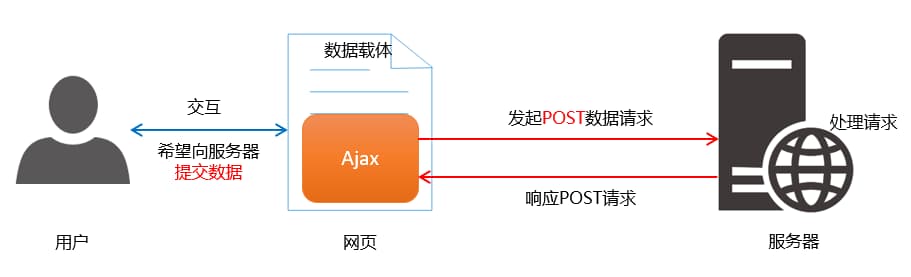 数据载体
交互
希望向服务器
提交数据
Ajax
发起POST数据请求
响应POST请求
处理请求
用户
网页
服务器